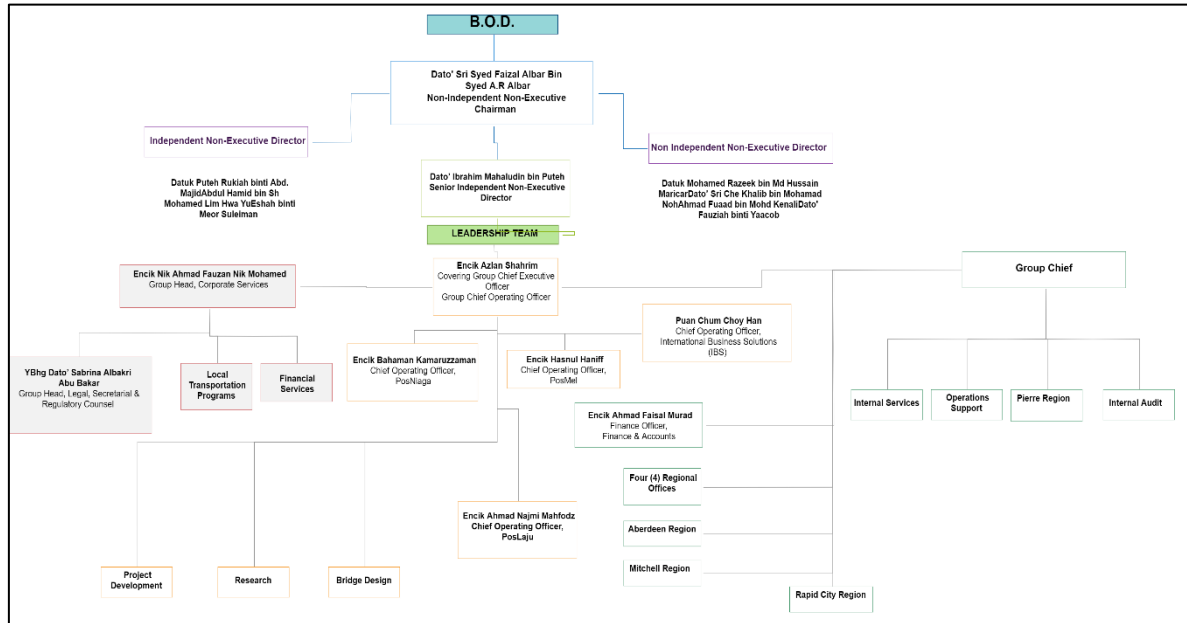 B.O.D.
Dato' Sri Syed Faizal Albar Bin
Syed A.R Albar
Non-Independent Non-Executive
Chairman
Independent Non-Executive Director
Non Independent Non-Executive Director
Datuk Puteh Rukiah binti Abd.
MajidAbdul Hamid bin Sh
Mohamed Lim Hwa YuEshah binti
Meor Suleiman
Dato' Ibrahim Mahaludin bin Puteh
Senior Independent Non-Executive
Director
Datuk Mohamed Razeek bin Md Hussain
MaricarDato' Sri Che Khalib bin Mohamad
NohAhmad Fuaad bin Mohd KenaliDato'
Fauziah binti Yaacob
LEADERSHIP TEAM
Encik Nik Ahmad Fauzan Nik Mohamed
Group Head, Corporate Services
Encik Azlan Shahrim
Covering Group Chief Executive
Officer
Group Chief Operating Officer
Group Chief
Puan Chum Choy Han
Chief Operating Officer,
International Business Solutions
(IBS)
YBhg Dato' Sabrina Albakri
Abu Bakar
Group Head, Legal, Secretarial &
Regulatory Counsel
Local
Transportation
Programs
Financial
Services
Encik Bahaman Kamaruzzaman
Chief Operating Officer,
PosNiaga
Encik Hasnul Haniff
Chief Operating Officer,
PosMel
Internal Services
Operations
Support
Pierre Region
Internal Audit
Encik Ahmad Faisal Murad
Finance Officer,
Finance & Accounts
Four (4) Regional
Offices
Encik Ahmad Najmi Mahfodz
Chief Operating Officer,
PosLaju
Aberdeen Region
Mitchell Region
Project
Development
Research
Bridge Design
Rapid City Region